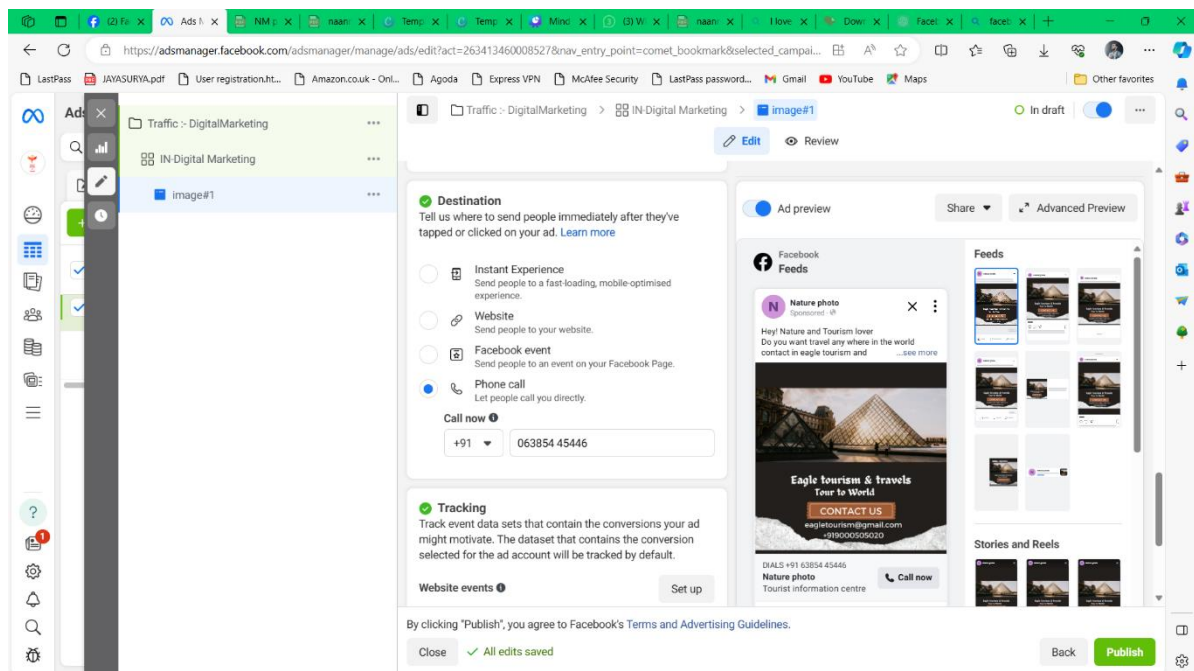 (2) Fa
Ads M
NM p
naanr
Temp
Temp
Mind
(3) W
naanr
I love
Dowr
Facel
faceb
https://adsmanager.facebook.com/adsmanager/manage/ads/edit?act=263413460008527&nav_entry_point=comet_bookmark&selected_campai...
LastPass
JAYASURYA.pdf
User registration.ht...
Amazon.co.uk - Onl...
Agoda
Express VPN
McAfee Security
LastPass password...
Gmail
YouTube
Maps
Other favorites
Ads
Traffic :- DigitalMarketing
IN-Digital Marketing
image#1
Traffic :- DigitalMarketing > IN-Digital Marketing > image#1
In draft
Edit
Review
Destination
Tell us where to send people immediately after they've
tapped or clicked on your ad. Learn more
Instant Experience
Send people to a fast-loading, mobile-optimised
experience.
Website
Send people to your website.
Facebook event
Send people to an event on your Facebook Page.
Phone call
Let people call you directly.
Call now
+91
063854 45446
Tracking
Track event data sets that contain the conversions your ad
might motivate. The dataset that contains the conversion
selected for the ad account will be tracked by default.
Website events
Set up
Ad preview
Share
Advanced Preview
Facebook
Feeds
N
Nature photo
Sponsored
Hey! Nature and Tourism lover
Do you want travel any where in the world
contact in eagle tourism and ...see more
Eagle tourism & travels
Tour to World
CONTACT US
eagletourism@gmail.com
+919000505020
DIALS +91 63854 45446
Nature photo
Tourist information centre
Call now
Feeds
Stories and Reels
By clicking "Publish", you agree to Facebook's Terms and Advertising Guidelines.
Close
All edits saved
Back
Publish
1